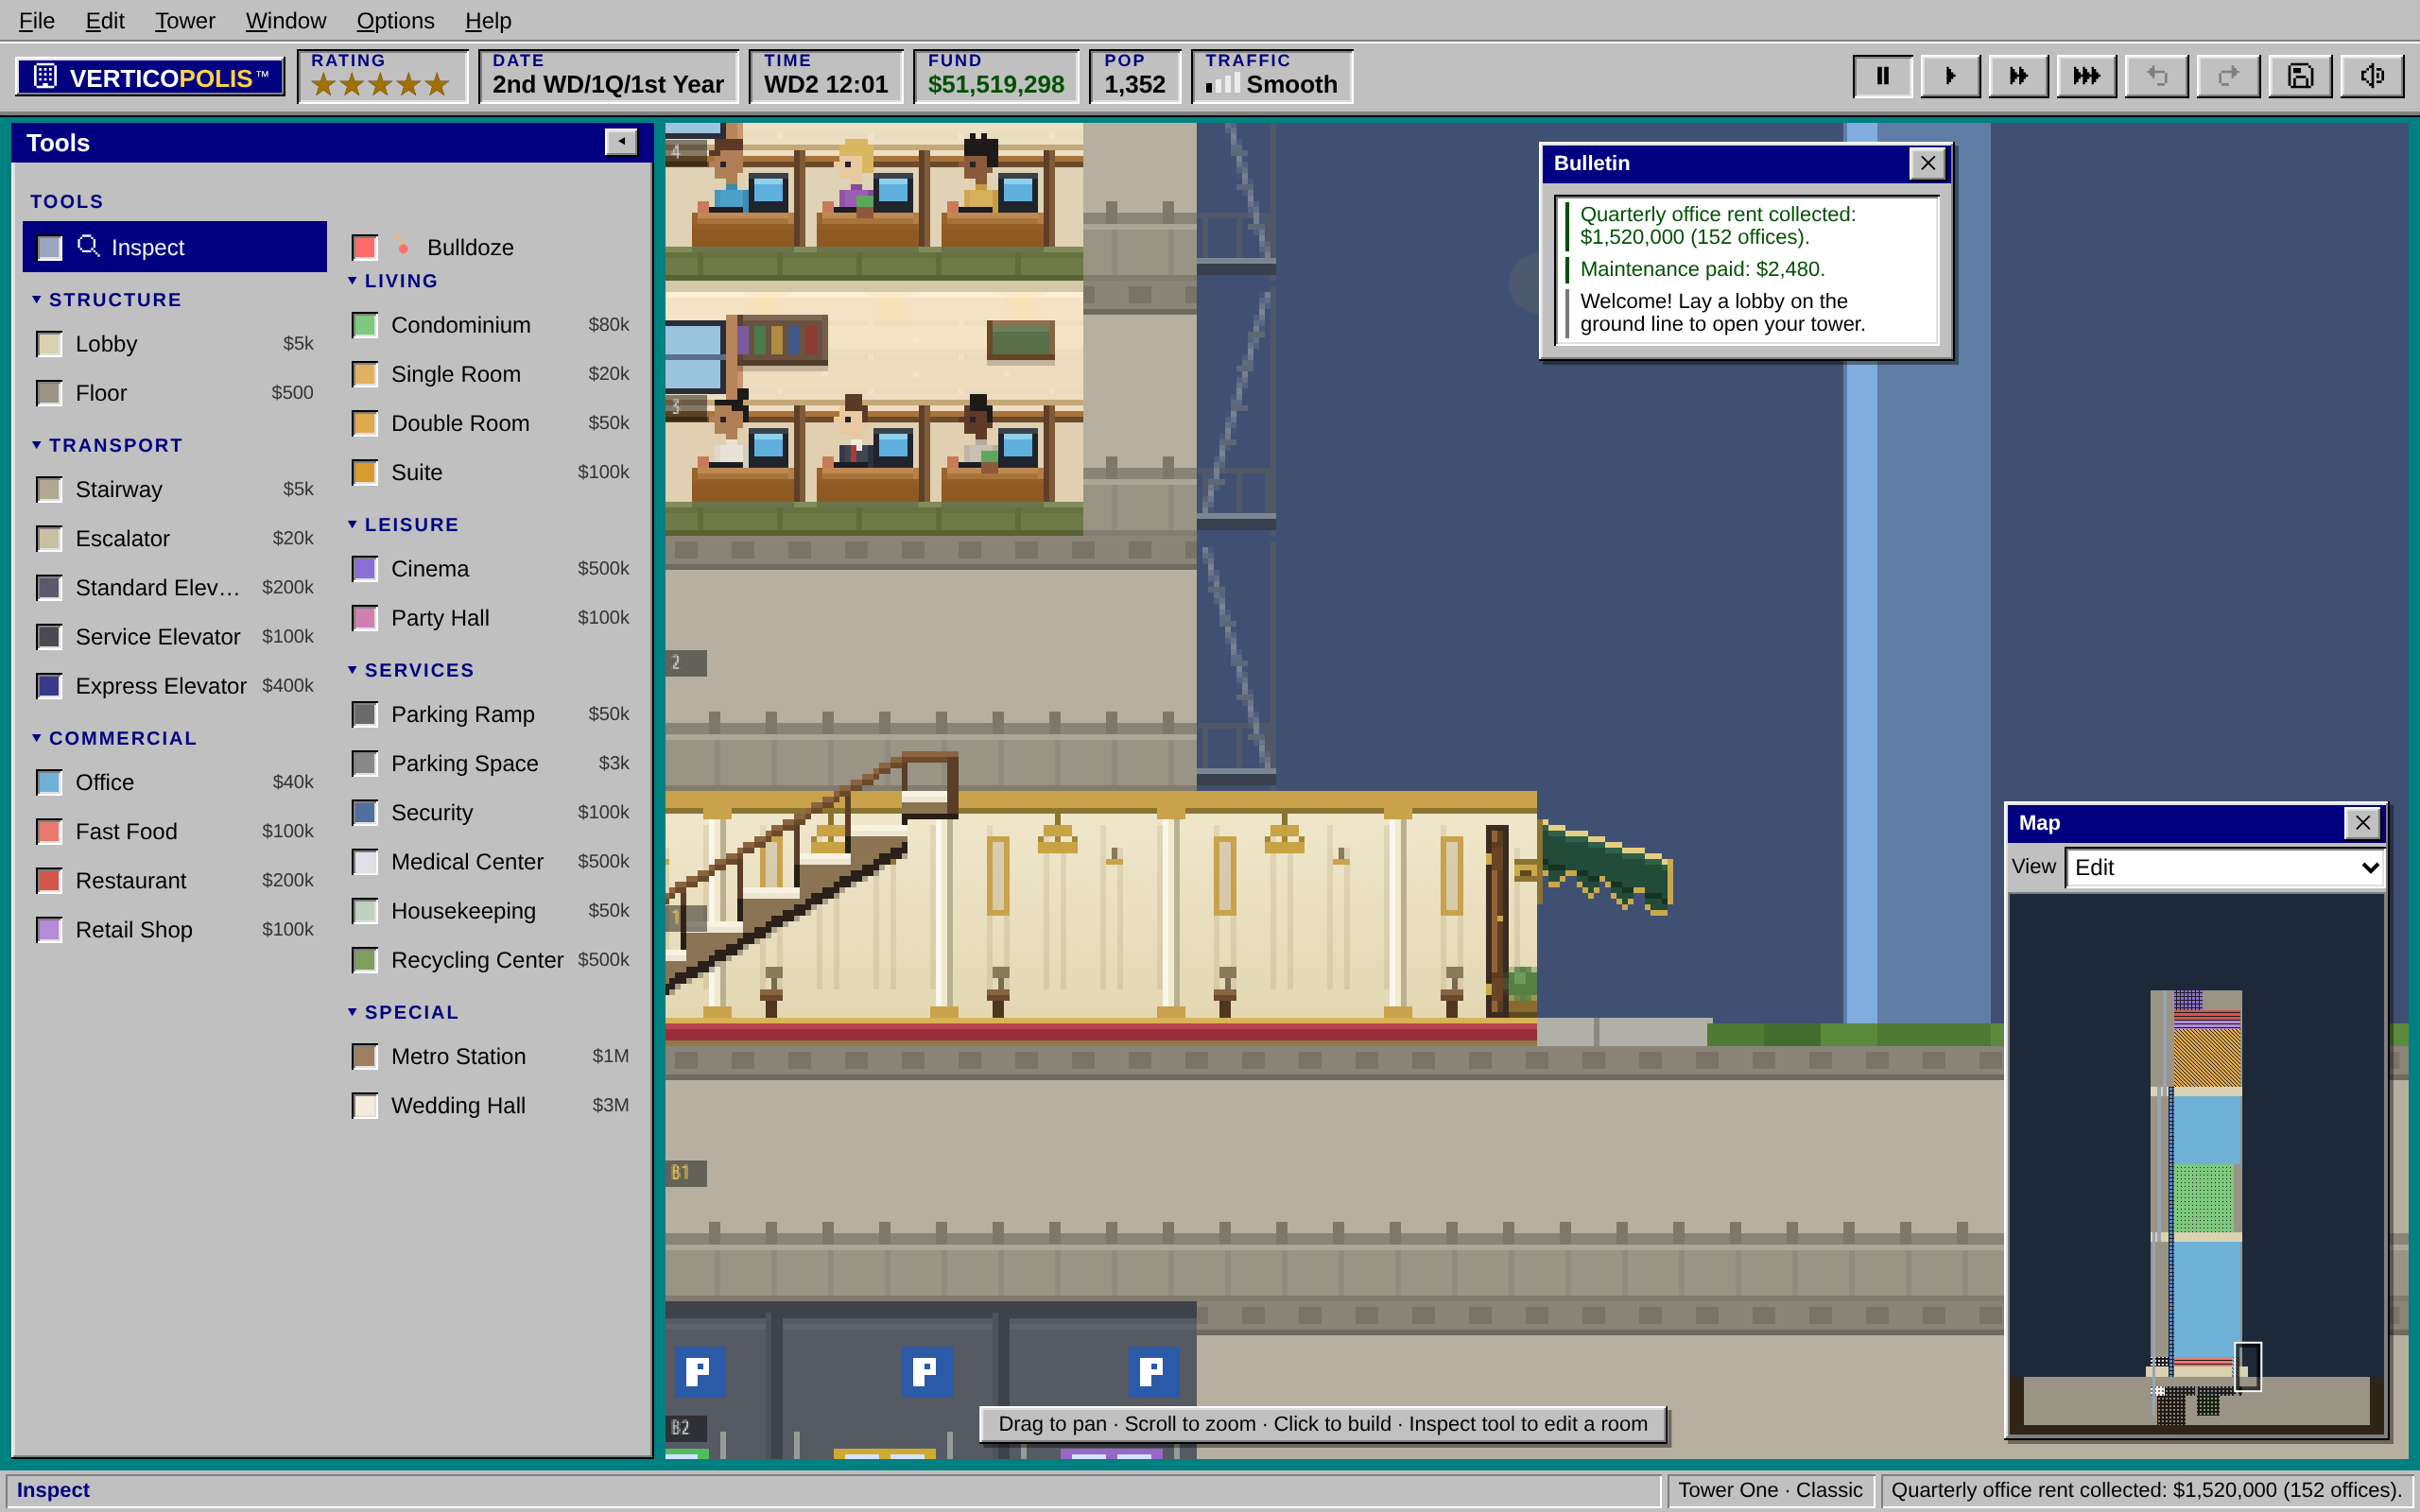 File Edit Tower Window Options Help
VERTICOPOLIS™
RATING
DATE
2nd WD/1Q/1st Year
TIME
WD2 12:01
FUND
$51,519,298
POP
1,352
TRAFFIC
Smooth
Tools
TOOLS
Inspect
Bulldoze
STRUCTURE
Lobby $5k
Floor $500
TRANSPORT
Stairway $5k
Escalator $20k
Standard Elev… $200k
Service Elevator $100k
Express Elevator $400k
COMMERCIAL
Office $40k
Fast Food $100k
Restaurant $200k
Retail Shop $100k
LIVING
Condominium $80k
Single Room $20k
Double Room $50k
Suite $100k
LEISURE
Cinema $500k
Party Hall $100k
SERVICES
Parking Ramp $50k
Parking Space $3k
Security $100k
Medical Center $500k
Housekeeping $50k
Recycling Center $500k
SPECIAL
Metro Station $1M
Wedding Hall $3M
4
3
2
1
B1
P P P
B2
Bulletin
Quarterly office rent collected:
$1,520,000 (152 offices).
Maintenance paid: $2,480.
Welcome! Lay a lobby on the
ground line to open your tower.
Map
View Edit
Drag to pan · Scroll to zoom · Click to build · Inspect tool to edit a room
Inspect
Tower One · Classic
Quarterly office rent collected: $1,520,000 (152 offices).